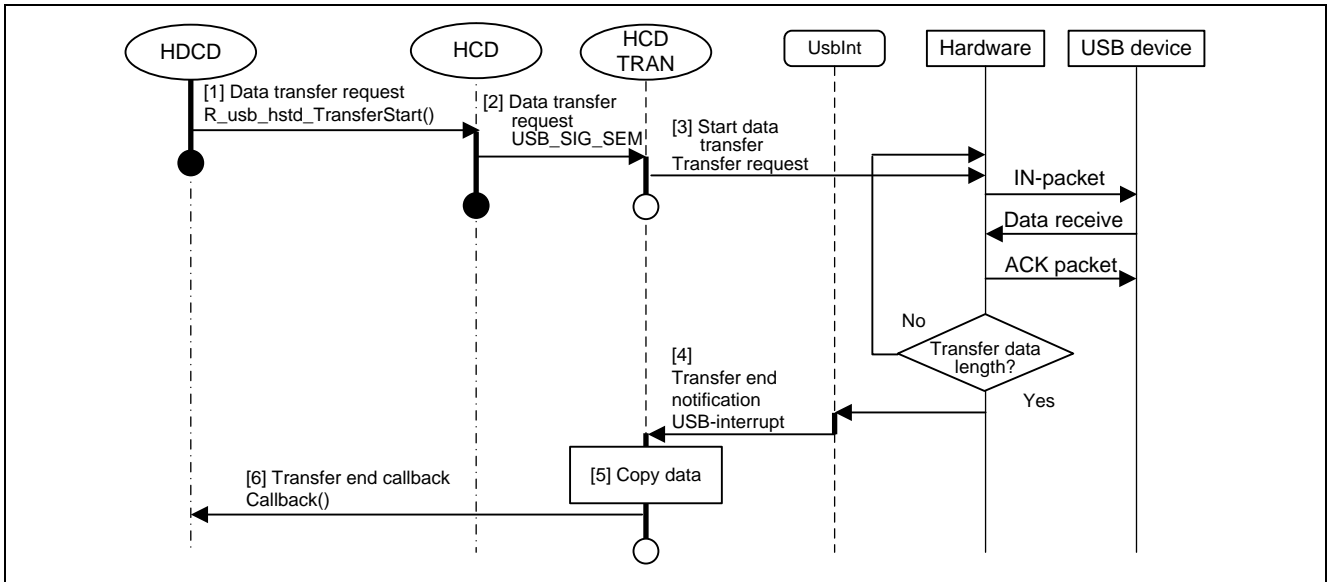 HDCD
HCD
HCD
TRAN
UsbInt
Hardware
USB device
[1] Data transfer request
R_usb_hstd_TransferStart()
[2] Data transfer
request
USB_SIG_SEM
[3] Start data
transfer
Transfer request
IN-packet
Data receive
ACK packet
No
Transfer data
length?
Yes
[4]
Transfer end
notification
USB-interrupt
[5] Copy data
[6] Transfer end callback
Callback()